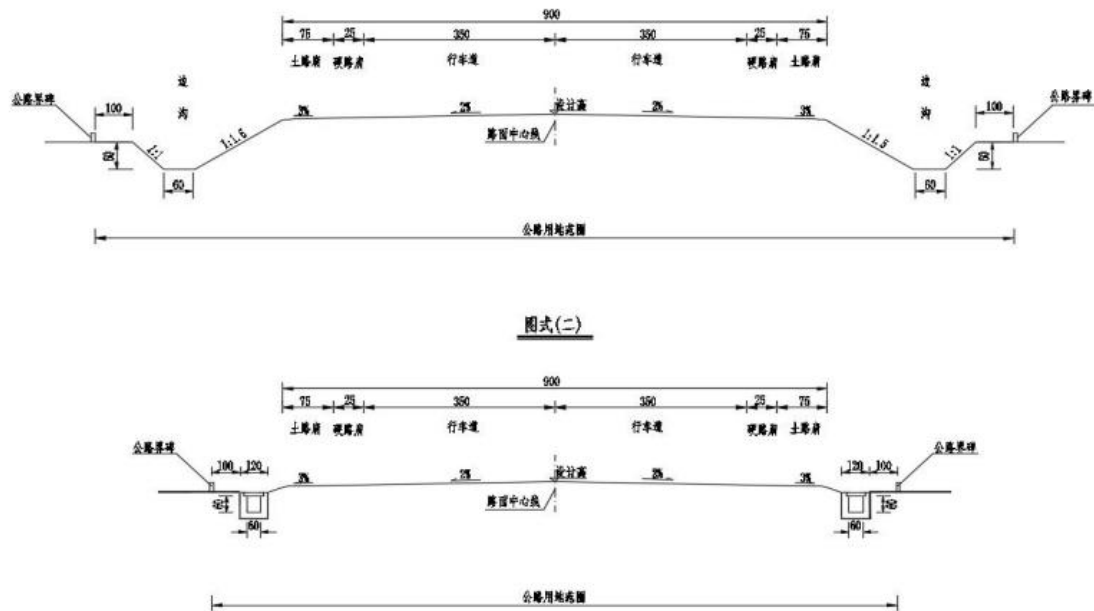 900
75 25 350 350 25 75
土路肩 硬路肩 行车道 行车道 硬路肩 土路肩
边沟 边沟
公路界碑 100 100 公路界碑
3% 2% 设计高 2% 3%
路面中心线
1:1 1:1.5 1:1.5 1:1
60 60
60 60
公路用地范围
图式(二)
900
75 25 350 350 25 75
土路肩 硬路肩 行车道 行车道 硬路肩 土路肩
公路界碑 公路界碑
100 120 120 100
3% 2% 设计高 2% 3%
路面中心线
60 60
60 60
公路用地范围